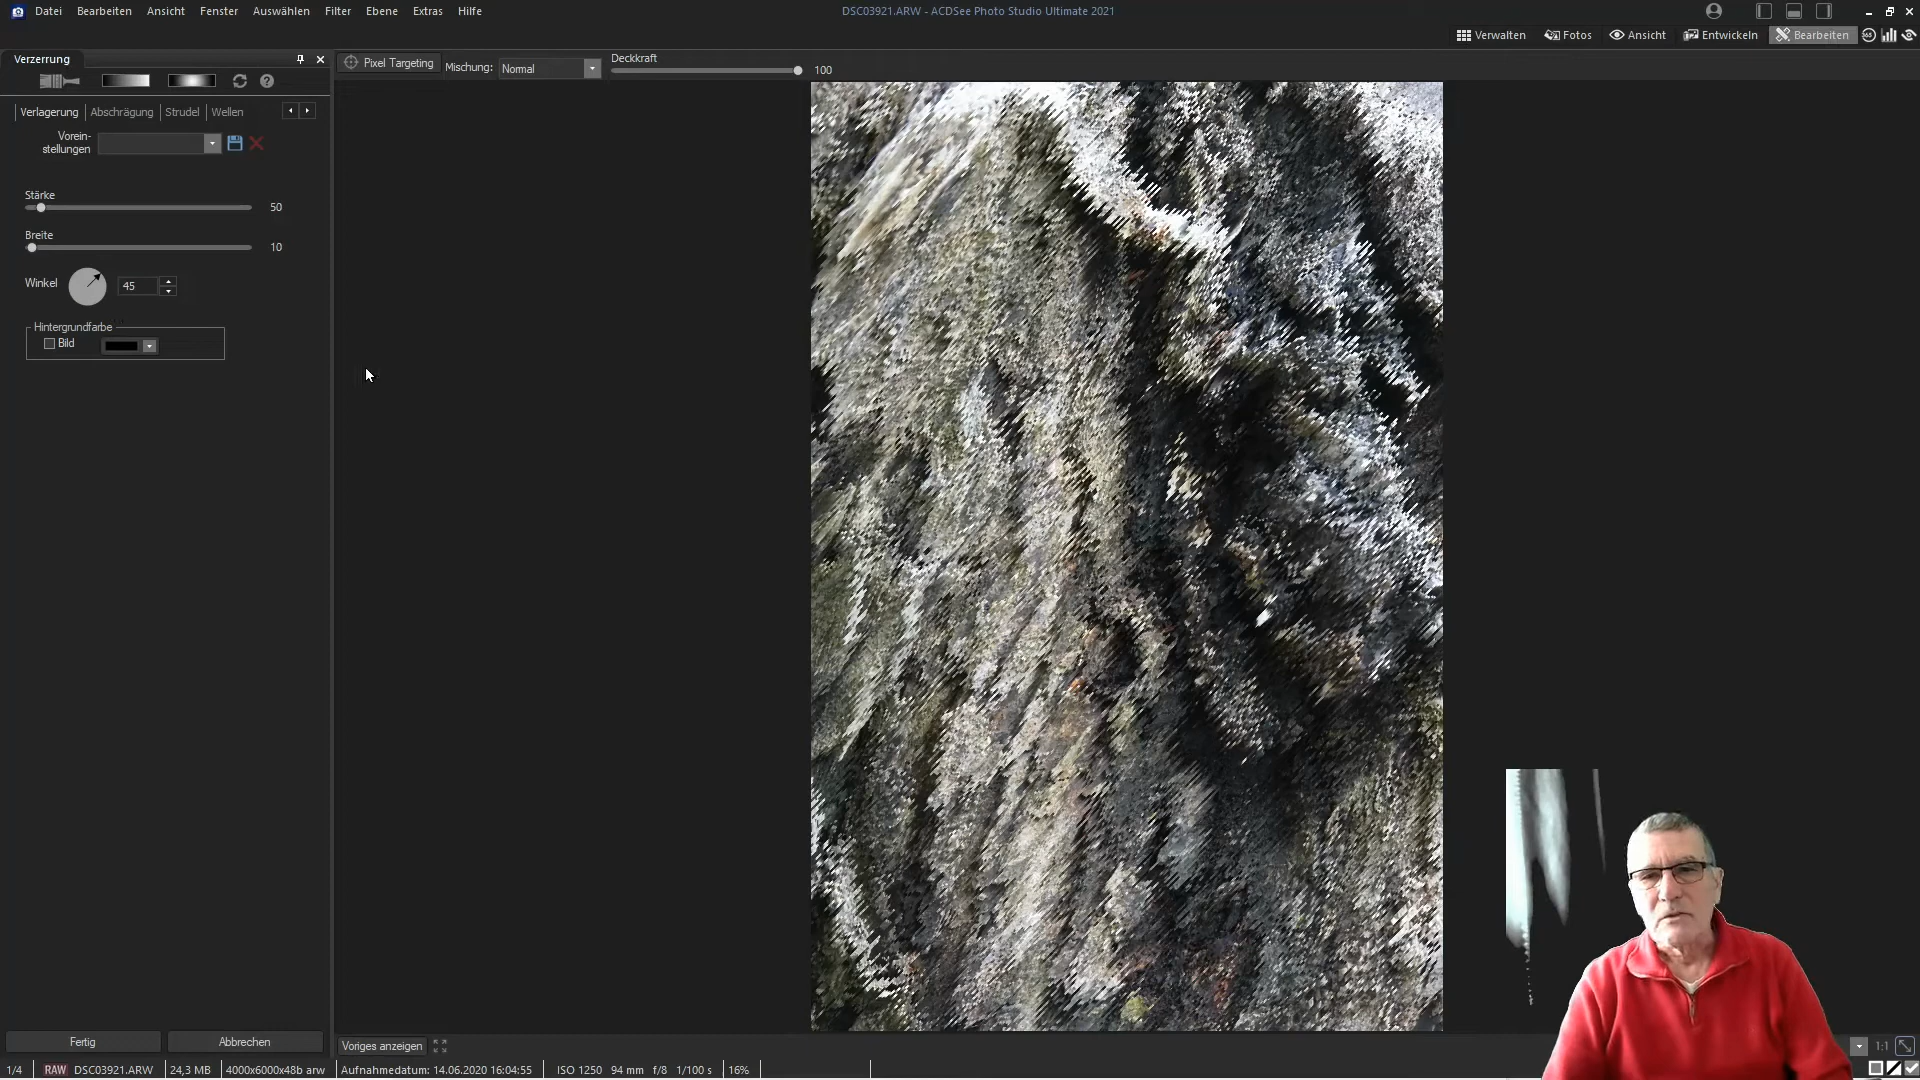 Datei Bearbeiten Ansicht Fenster Auswählen Filter Ebene Extras Hilfe
DSC03921.ARW - ACDSee Photo Studio Ultimate 2021
Verwalten Fotos Ansicht Entwickeln Bearbeiten 365
Verzerrung
Pixel Targeting Mischung: Normal Deckkraft 100
Verlagerung Abschrägung Strudel Wellen
Vorein-
stellungen
Stärke
50
Breite
10
Winkel 45
Hintergrundfarbe
Bild
Fertig Abbrechen
Voriges anzeigen
1:1
1/4 RAW DSC03921.ARW 24,3 MB 4000x6000x48b arw Aufnahmedatum: 14.06.2020 16:04:55 ISO 1250 94 mm f/8 1/100 s 16%